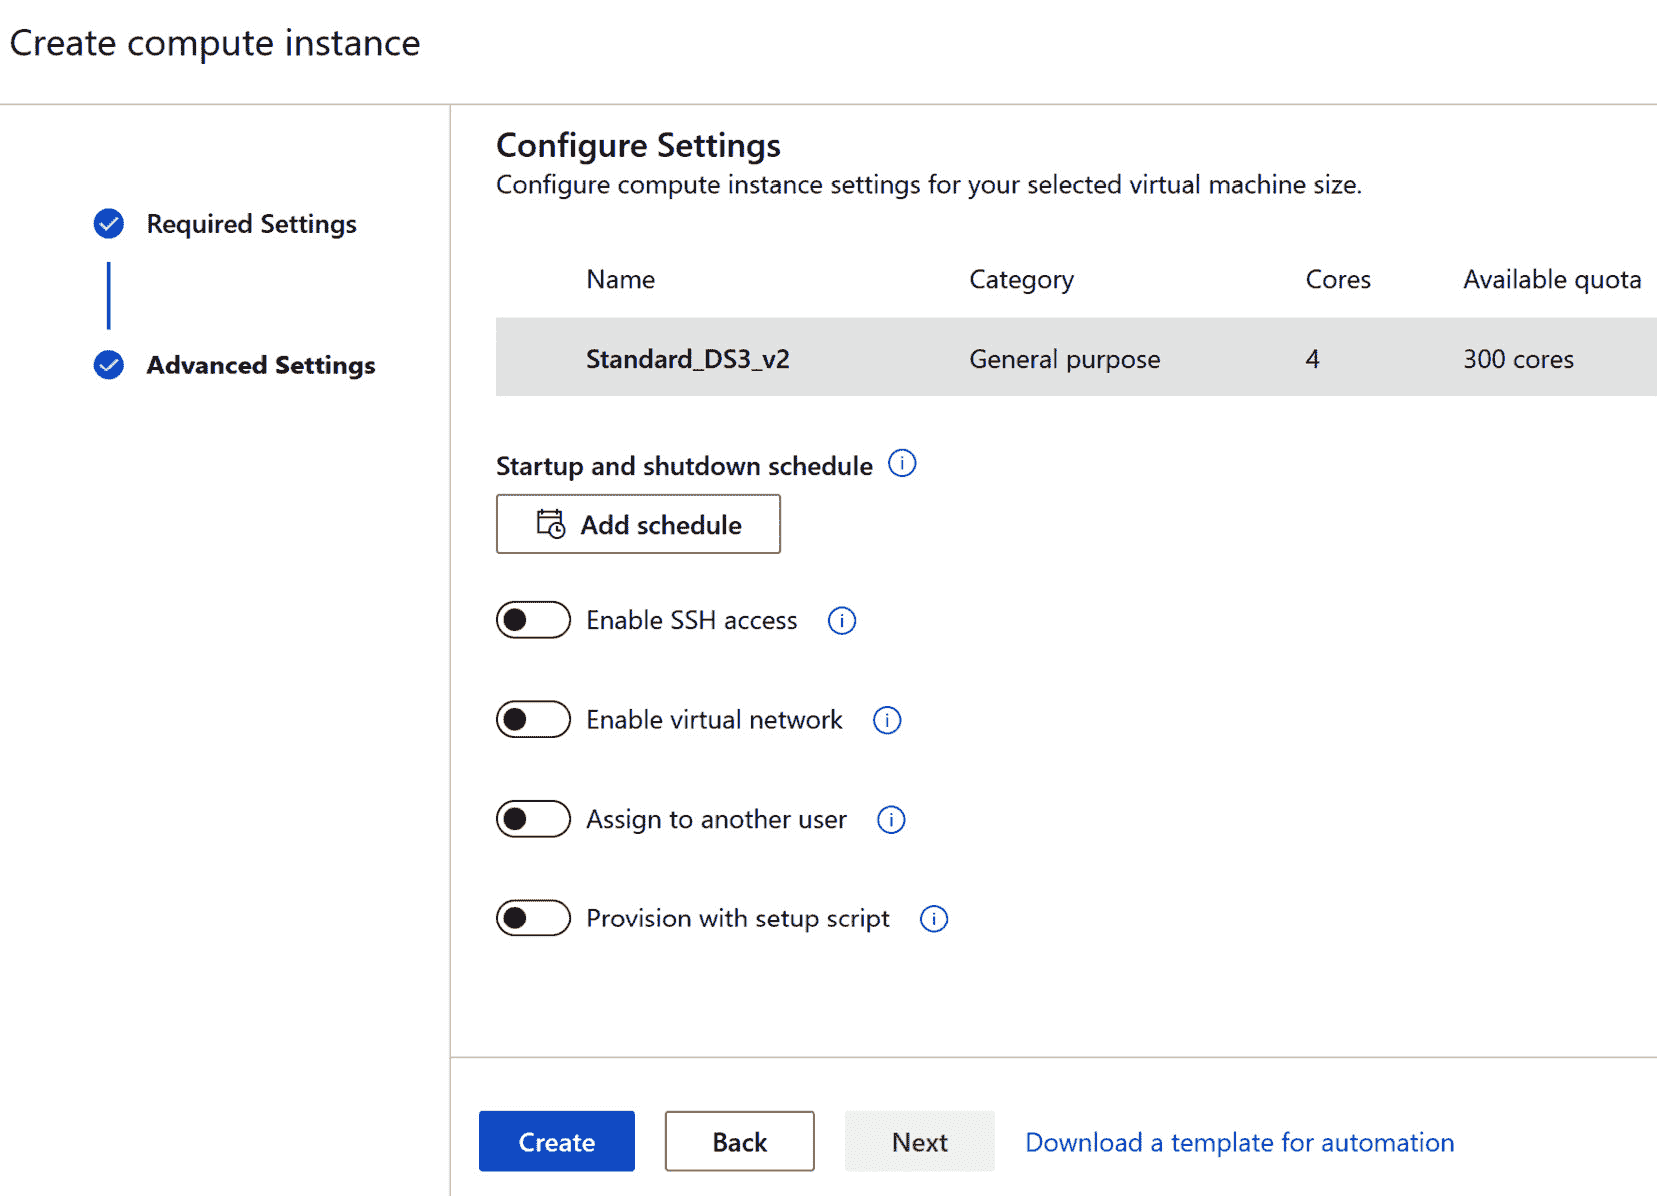 Create compute instance
Required Settings
Advanced Settings
Configure Settings
Configure compute instance settings for your selected virtual machine size.
Name Category Cores Available quota
Standard_DS3_v2 General purpose 4 300 cores
Startup and shutdown schedule
Add schedule
Enable SSH access
Enable virtual network
Assign to another user
Provision with setup script
Create Back Next Download a template for automation